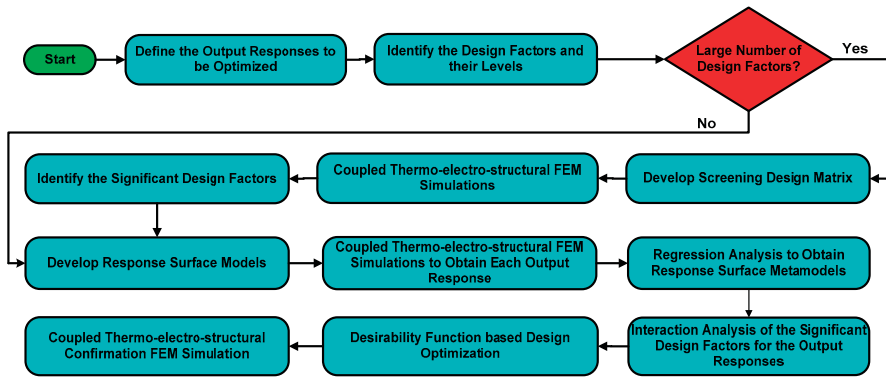 Start
Define the Output Responses to
be Optimized
Identify the Design Factors and
their Levels
Large Number of
Design Factors?
Yes
No
Identify the Significant Design Factors
Coupled Thermo-electro-structural FEM
Simulations
Develop Screening Design Matrix
Develop Response Surface Models
Coupled Thermo-electro-structural FEM
Simulations to Obtain Each Output
Response
Regression Analysis to Obtain
Response Surface Metamodels
Coupled Thermo-electro-structural
Confirmation FEM Simulation
Desirability Function based Design
Optimization
Interaction Analysis of the Significant
Design Factors for the Output
Responses